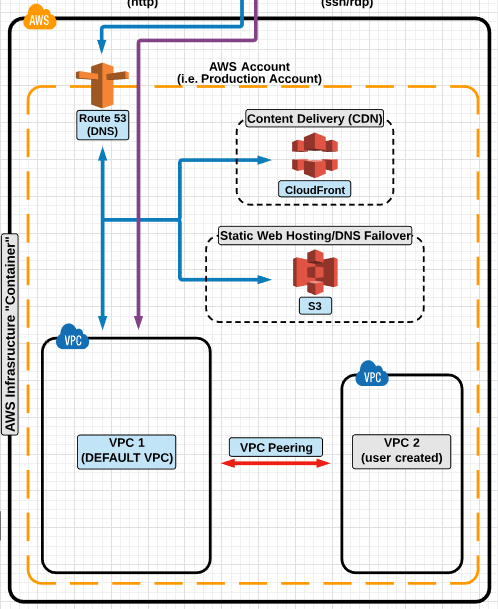 (http)
(ssh/rdp)
AWS
AWS Account
(i.e. Production Account)
Route 53
(DNS)
Content Delivery (CDN)
CloudFront
Static Web Hosting/DNS Failover
S3
AWS Infrasructure "Container"
VPC
VPC 1
(DEFAULT VPC)
VPC Peering
VPC
VPC 2
(user created)